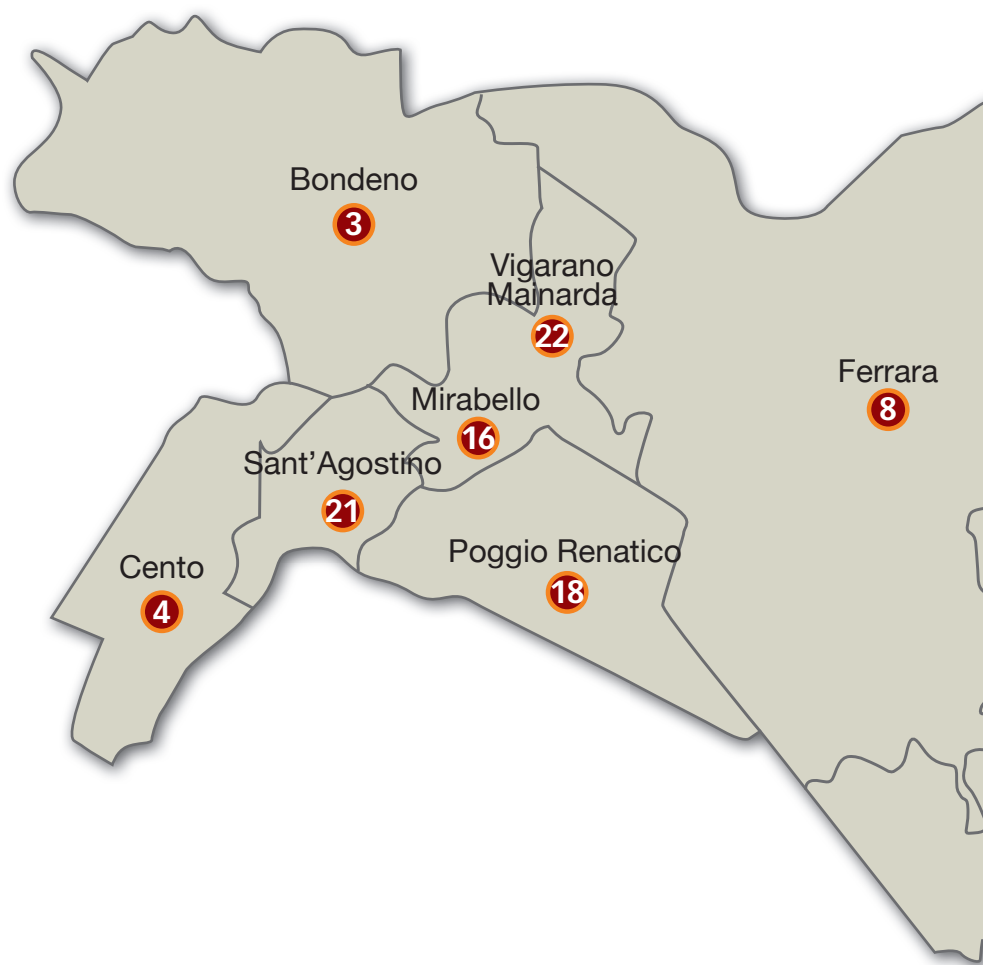 Bondeno
3
Vigarano
Mainarda
22
Ferrara
8
Mirabello
16
Sant’Agostino
21
Poggio Renatico
18
Cento
4